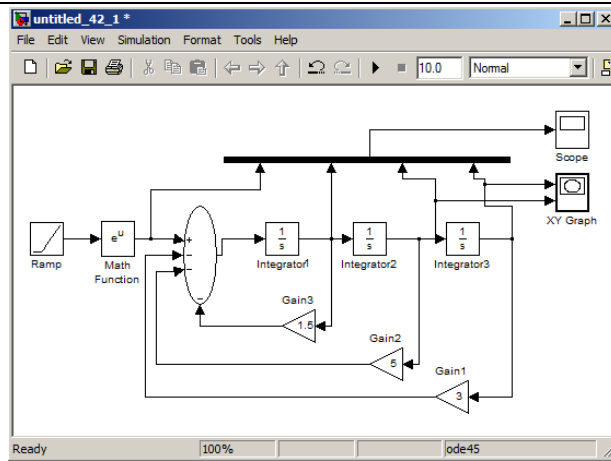 untitled_42_1 *
File Edit View Simulation Format Tools Help
10.0 Normal
Scope
XY Graph
Ramp
e^u
Math
Function
+
−
−
−
1
s
Integrator1
1
s
Integrator2
1
s
Integrator3
Gain3
1.5
Gain2
5
Gain1
3
Ready 100% ode45